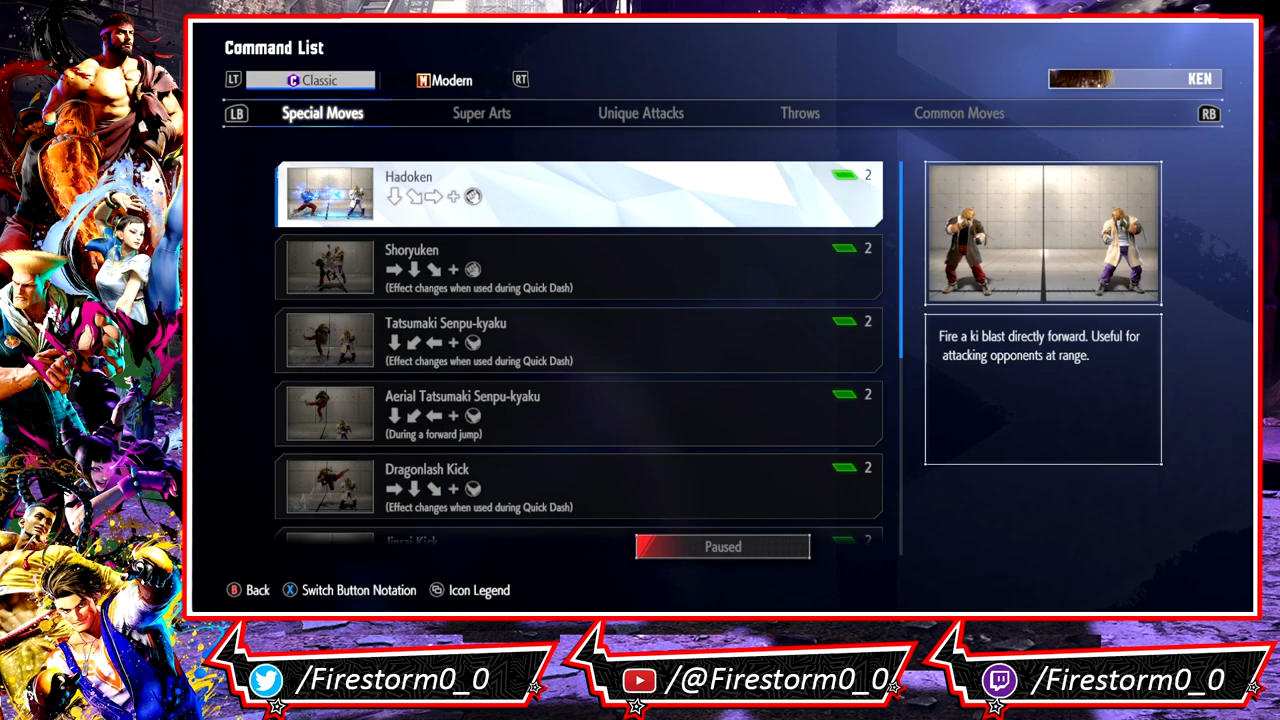 Command List
LT C Classic M Modern RT
KEN
LB Special Moves Super Arts Unique Attacks Throws Common Moves RB
Hadoken 2
Shoryuken 2
(Effect changes when used during Quick Dash)
Tatsumaki Senpu-kyaku 2
(Effect changes when used during Quick Dash)
Aerial Tatsumaki Senpu-kyaku 2
(During a forward jump)
Dragonlash Kick 2
(Effect changes when used during Quick Dash)
Jinrai Kick 2
Fire a ki blast directly forward. Useful for
attacking opponents at range.
Paused
B Back X Switch Button Notation Icon Legend
/Firestorm0_0 /@Firestorm0_0 /Firestorm0_0